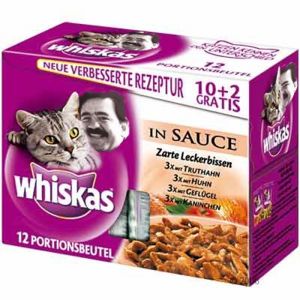 12
PORTIONSBEUTEL
NEUE VERBESSERTE REZEPTUR
10+2
GRATIS
IN SAUCE
Zarte Leckerbissen
3X MIT TRUTHAHN
3X MIT HUHN
3X MIT GEFLÜGEL
3X MIT KANINCHEN
whiskas
12 PORTIONSBEUTEL